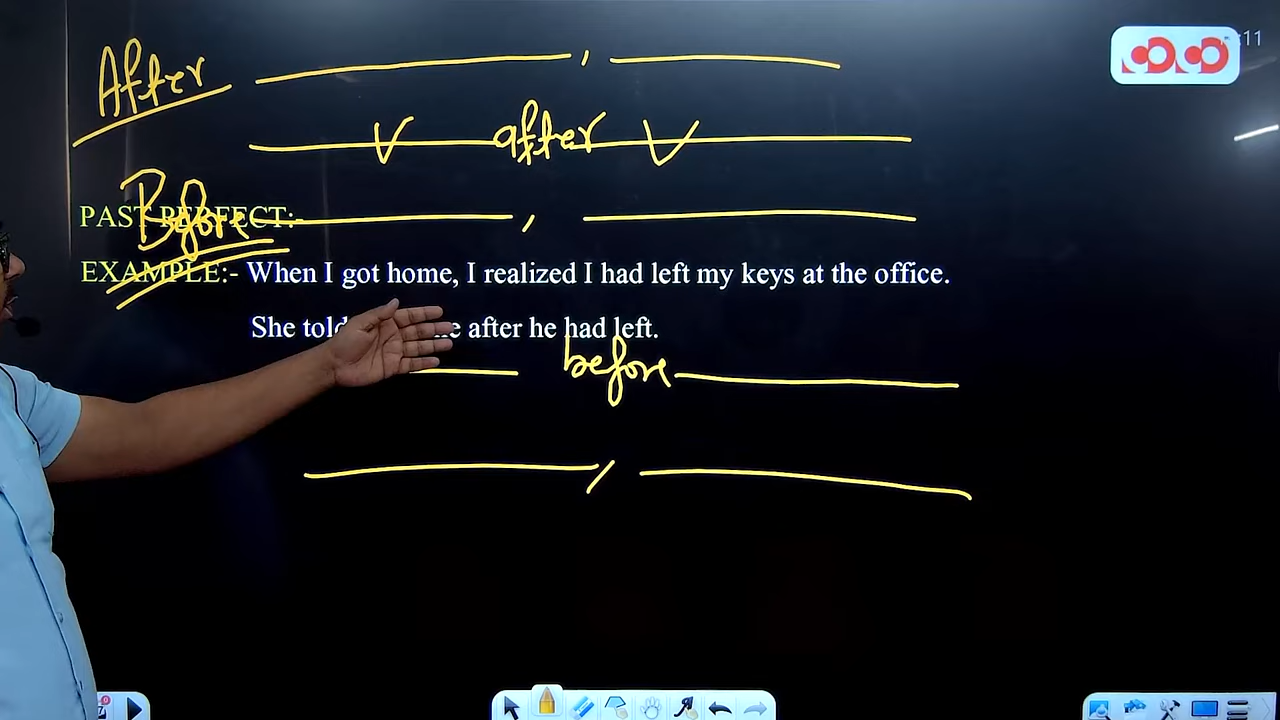 After ,
:11
after
Before ,
PAST PERFECT:-
EXAMPLE:- When I got home, I realized I had left my keys at the office.
She told after he had left.
before
,